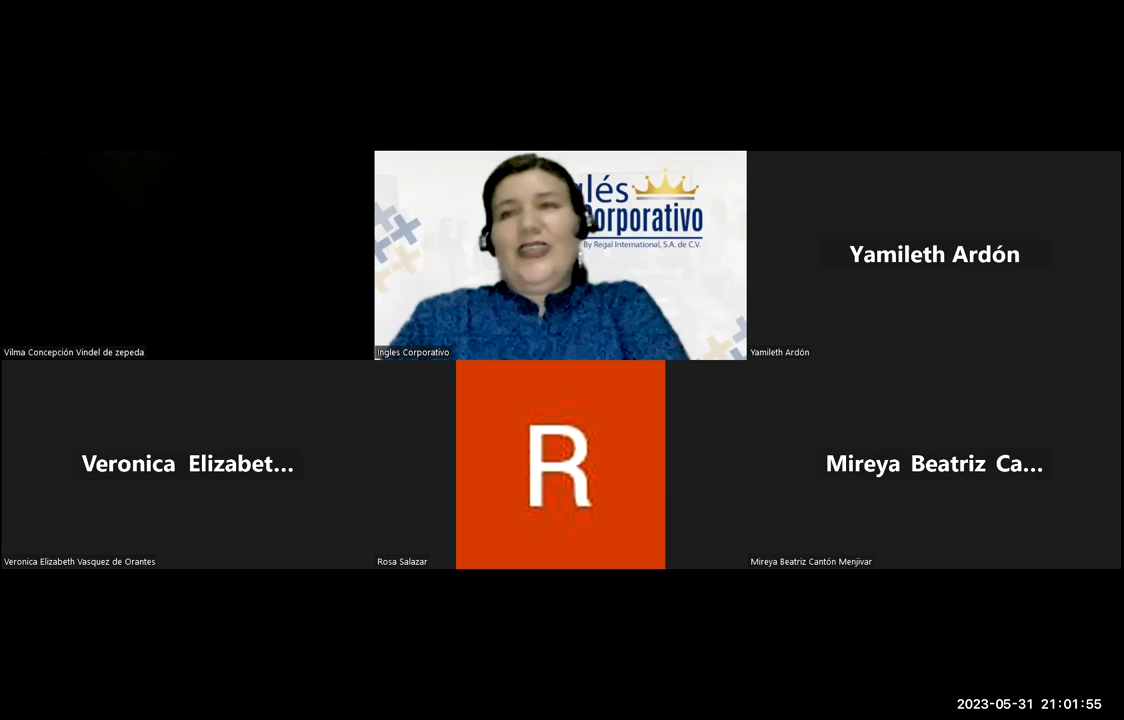 glés
orporativo
By Regal International, S.A. de C.V.
Yamileth Ardón
Vilma Concepción Vindel de zepeda
Ingles Corporativo
Yamileth Ardón
Veronica Elizabet...
R
Mireya Beatriz Ca...
Veronica Elizabeth Vasquez de Orantes
Rosa Salazar
Mireya Beatriz Cantón Menjivar
2023-05-31 21:01:55